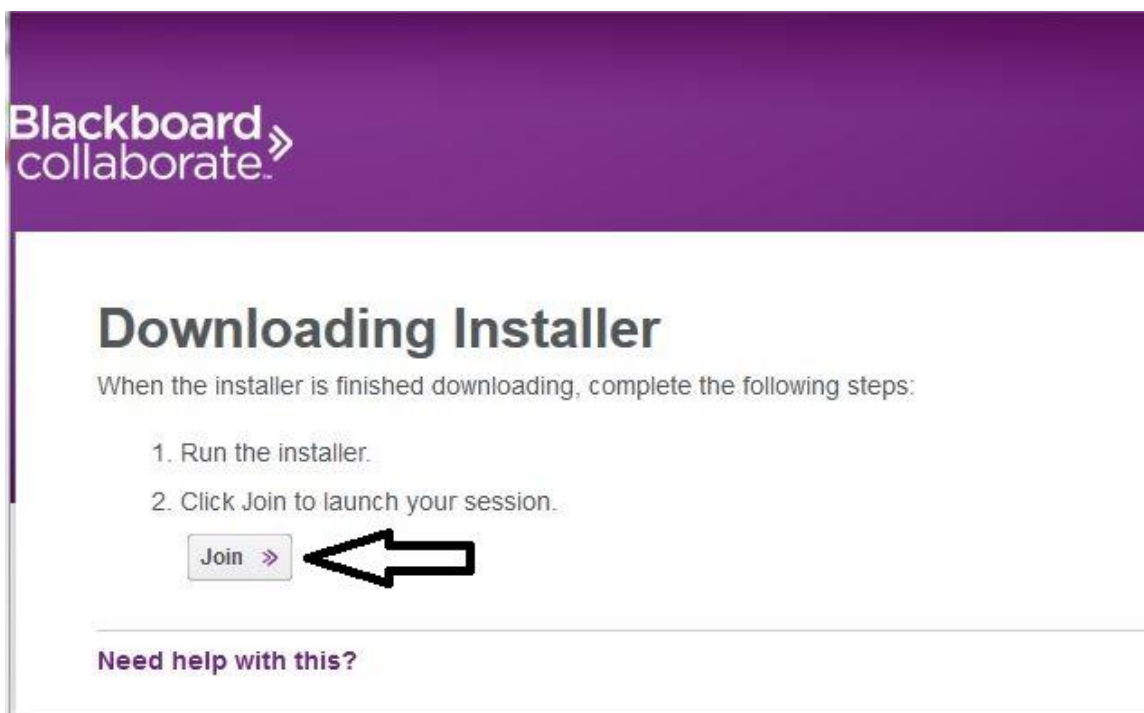 Blackboard
collaborate.™
Downloading Installer
When the installer is finished downloading, complete the following steps:
1. Run the installer.
2. Click Join to launch your session.
Join »
Need help with this?